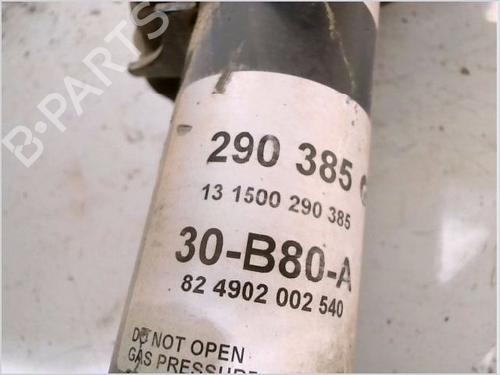 290 385
13 1500 290 385
30-B80-A
82 4902 002 540
DO NOT OPEN
GAS PRESSURE
B-PARTS